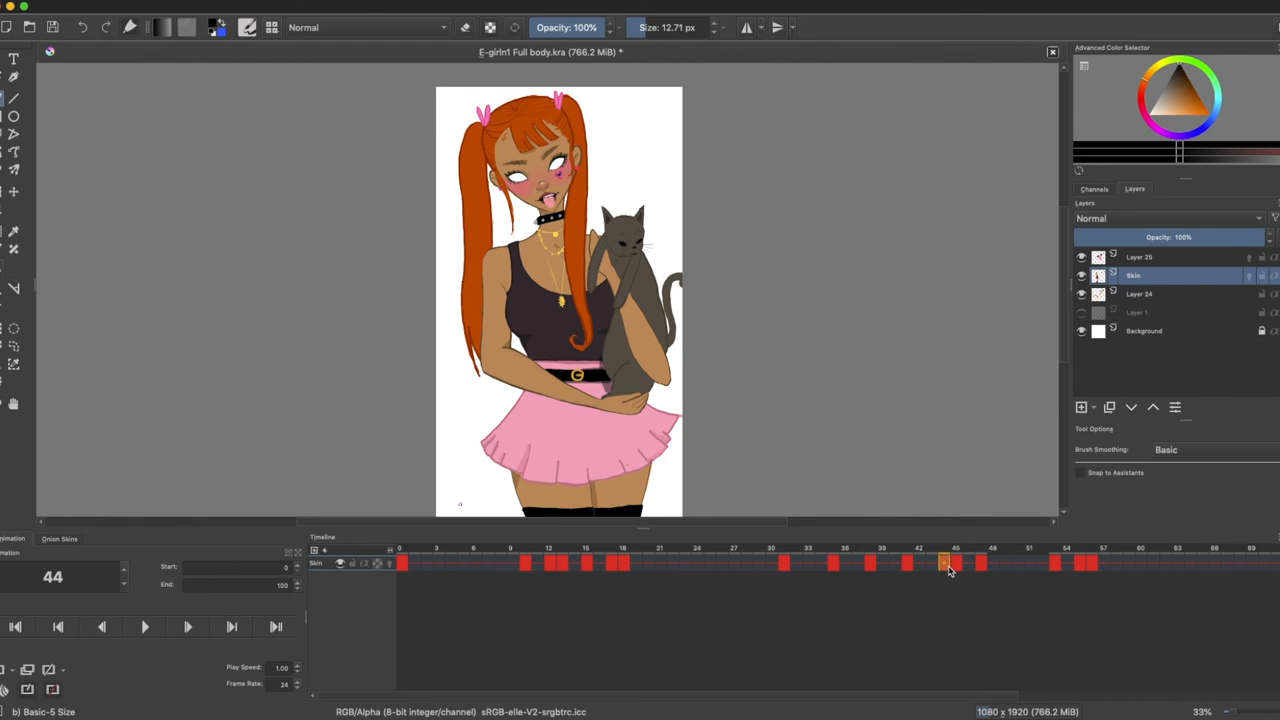 Normal
Opacity: 100%
Size: 12.71 px
E-girln1 Full body.kra (766.2 MiB) *
Advanced Color Selector
Channels
Layers
Layers
Normal
Opacity: 100%
Layer 25
Skin
Layer 24
Layer 1
Background
Tool Options
Brush Smoothing:
Basic
Snap to Assistants
nimation
Onion Skins
Timeline
mation
0 3 6 9 12 15 18 21 24 27 30 33 36 39 42 45 48 51 54 57 60 63 66 69
Skin
44
Start:
0
End:
100
Play Speed:
1.00
Frame Rate:
24
b) Basic-5 Size
RGB/Alpha (8-bit integer/channel) sRGB-elle-V2-srgbtrc.icc
1080 x 1920 (766.2 MiB)
33%